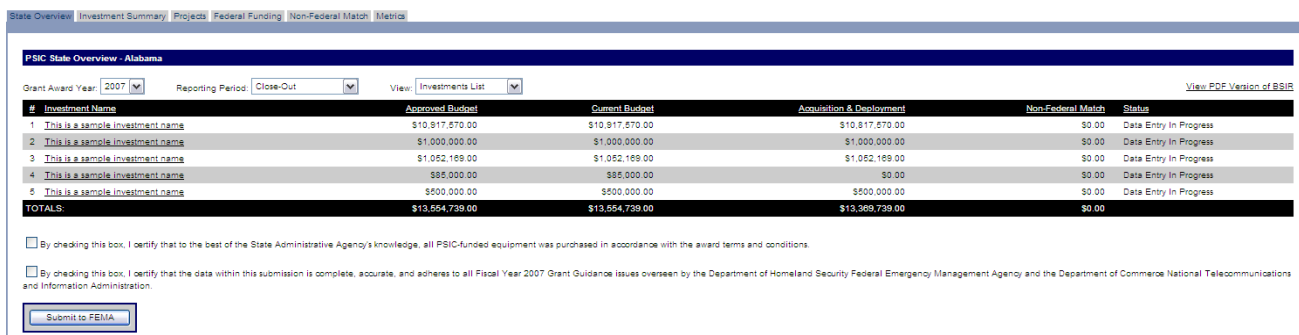 State Overview Investment Summary Projects Federal Funding Non-Federal Match Metrics
PSIC State Overview - Alabama
Grant Award Year: 2007 Reporting Period: Close-Out View: Investments List View PDF Version of BSIR
# Investment Name Approved Budget Current Budget Acquisition & Deployment Non-Federal Match Status
1 This is a sample investment name $10,917,570.00 $10,917,570.00 $10,817,570.00 $0.00 Data Entry In Progress
2 This is a sample investment name $1,000,000.00 $1,000,000.00 $1,000,000.00 $0.00 Data Entry In Progress
3 This is a sample investment name $1,052,169.00 $1,052,169.00 $1,052,169.00 $0.00 Data Entry In Progress
4 This is a sample investment name $85,000.00 $85,000.00 $0.00 $0.00 Data Entry In Progress
5 This is a sample investment name $500,000.00 $500,000.00 $500,000.00 $0.00 Data Entry In Progress
TOTALS: $13,554,739.00 $13,554,739.00 $13,369,739.00 $0.00
By checking this box, I certify that to the best of the State Administrative Agency's knowledge, all PSIC-funded equipment was purchased in accordance with the award terms and conditions.
By checking this box, I certify that the data within this submission is complete, accurate, and adheres to all Fiscal Year 2007 Grant Guidance issues overseen by the Department of Homeland Security Federal Emergency Management Agency and the Department of Commerce National Telecommunications
and Information Administration.
Submit to FEMA